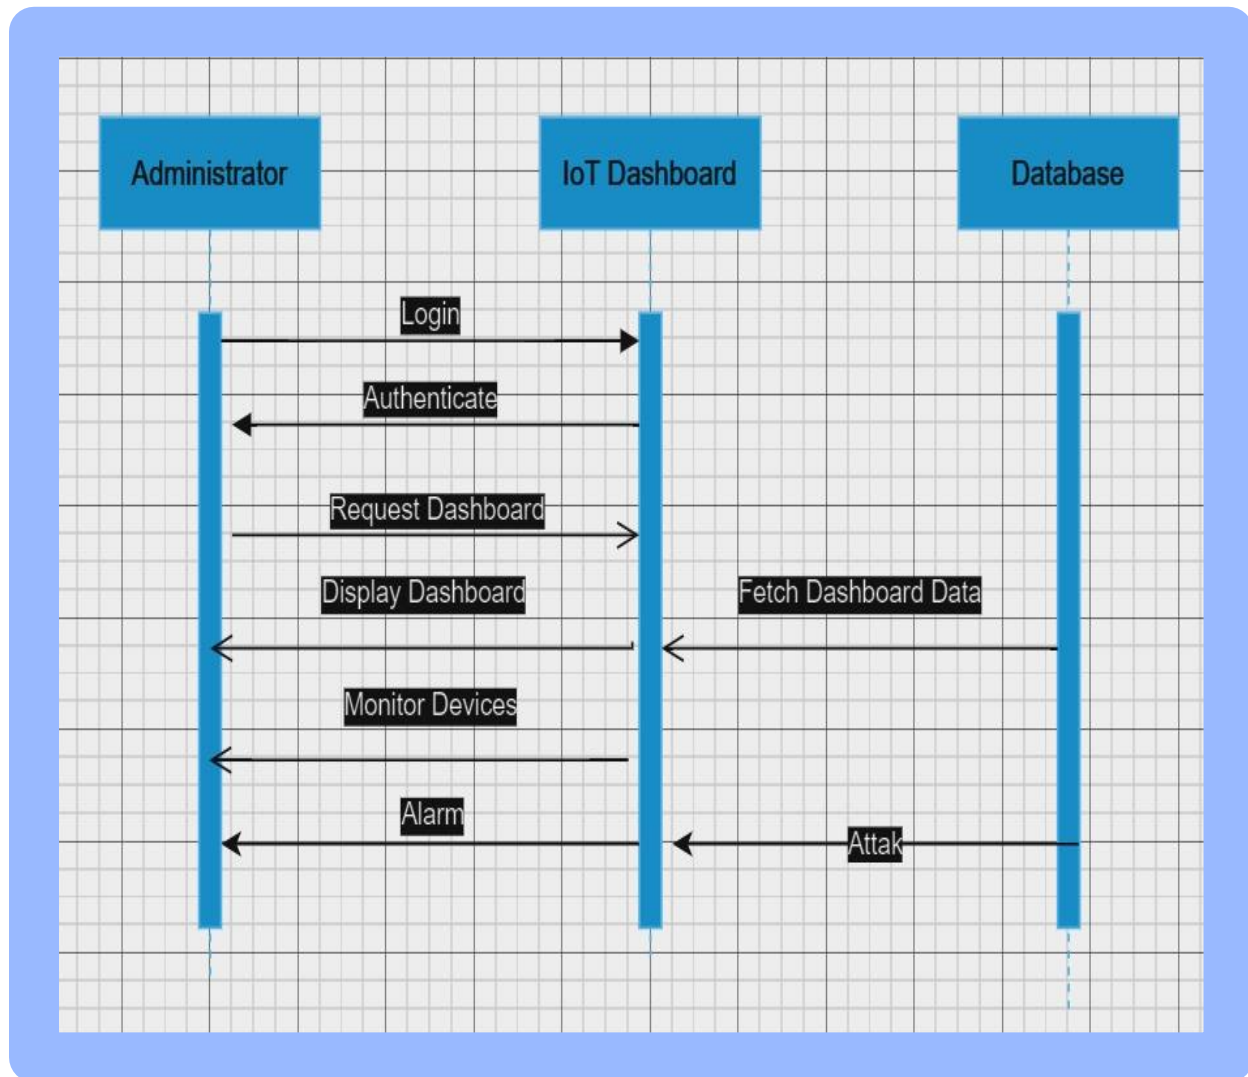 Administrator
IoT Dashboard
Database
Login
Authenticate
Request Dashboard
Display Dashboard
Fetch Dashboard Data
Monitor Devices
Alarm
Attak